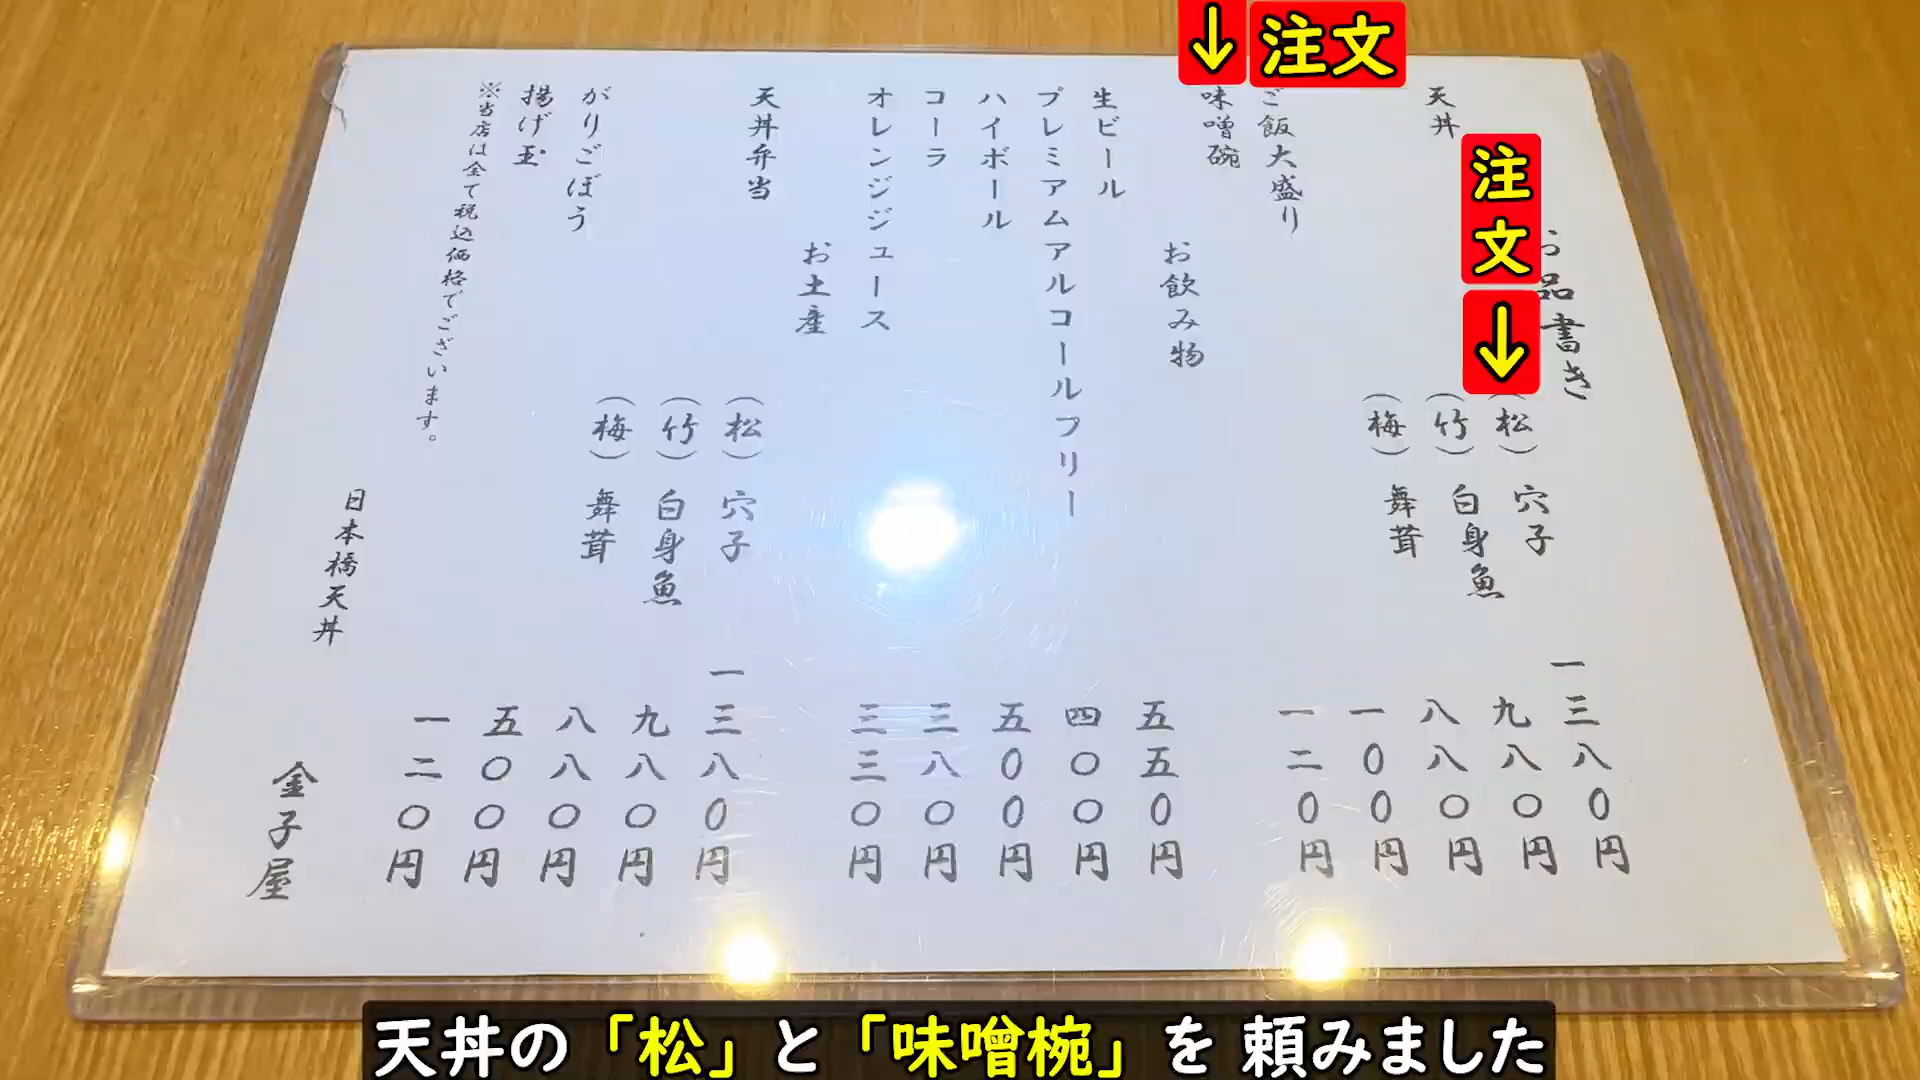 ↓注文
注文↓
お品書き
天丼 (松) 穴子 一三八0円
(竹) 白身魚 九八〇円
(梅) 舞茸 八八〇円
ご飯大盛り 一00円
味噌碗 一二0円
お飲み物
生ビール 五五0円
プレミアムアルコールフリー 四〇〇円
ハイボール 五00円
コーラ 三八〇円
オレンジジュース 三三〇円
お土産
天丼弁当 (松) 穴子 一三八0円
(竹) 白身魚 九八〇円
(梅) 舞茸 八八〇円
がりごぼう 五〇〇円
揚げ玉 一二〇円
※当店は全て税込価格でございます。
日本橋天丼
金子屋
天丼の「松」と「味噌椀」を 頼みました